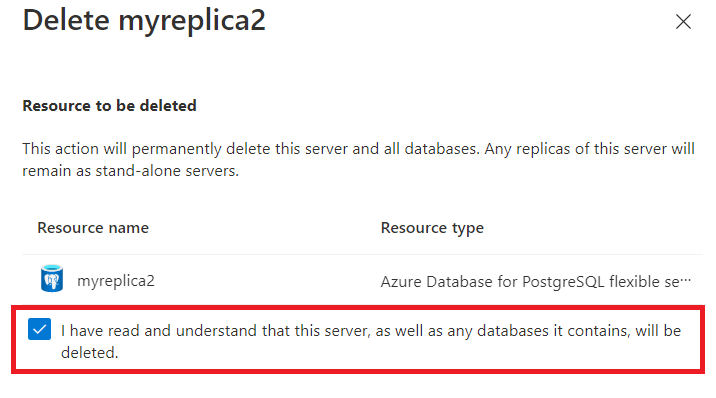 Delete myreplica2
Resource to be deleted
This action will permanently delete this server and all databases. Any replicas of this server will
remain as stand-alone servers.
Resource name Resource type
myreplica2 Azure Database for PostgreSQL flexible se···
I have read and understand that this server, as well as any databases it contains, will be
deleted.